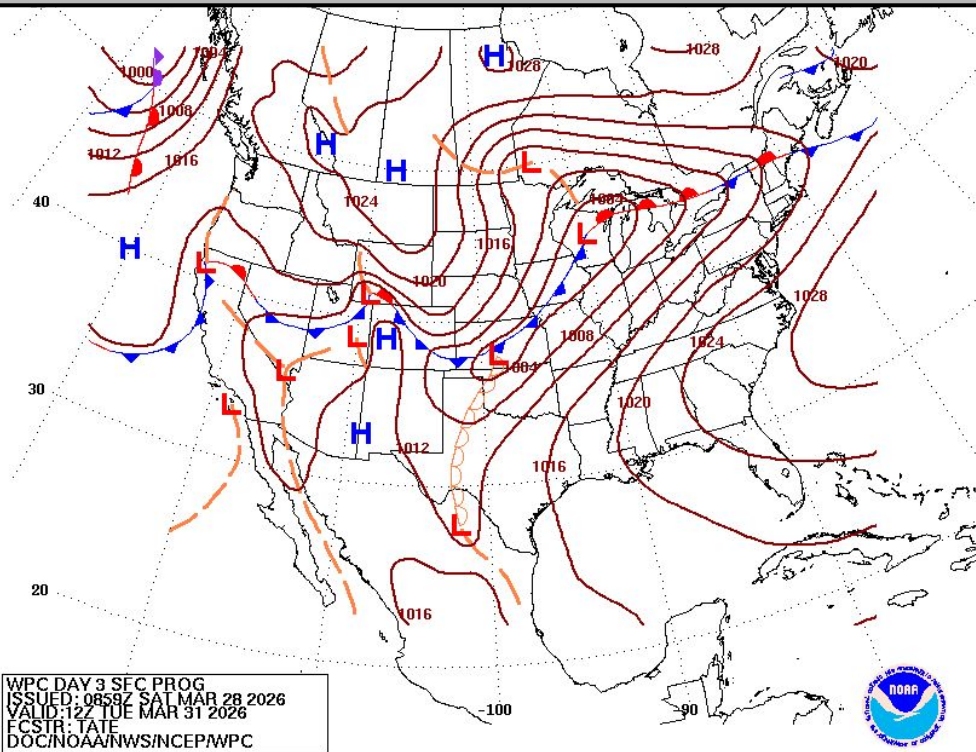 1004
H
1028
1028
1020
1000
1008
H
1012
1016
L
H
40
1024
1004
L
H
1016
L
1020
L
1028
1008
L
H
1024
L
1004
L
30
L
1020
H
1012
1016
L
20
1016
-100
90
WPC DAY 3 SFC PROG
ISSUED: 0859Z SAT MAR 28 2026
VALID:12Z TUE MAR 31 2026
FCSTR: TATE
DOC/NOAA/NWS/NCEP/WPC
NOAA